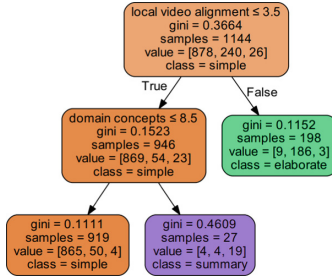 local video alignment ≤ 3.5
gini = 0.3664
samples = 1144
value = [878, 240, 26]
class = simple
True
False
domain concepts ≤ 8.5
gini = 0.1523
samples = 946
value = [869, 54, 23]
class = simple
gini = 0.1152
samples = 198
value = [9, 186, 3]
class = elaborate
gini = 0.1111
samples = 919
value = [865, 50, 4]
class = simple
gini = 0.4609
samples = 27
value = [4, 4, 19]
class = summary